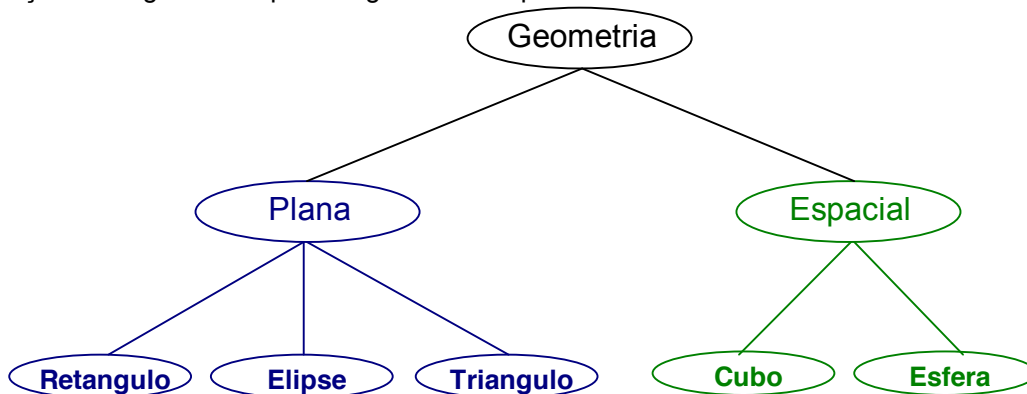 Geometria
Plana
Espacial
Retangulo
Elipse
Triangulo
Cubo
Esfera